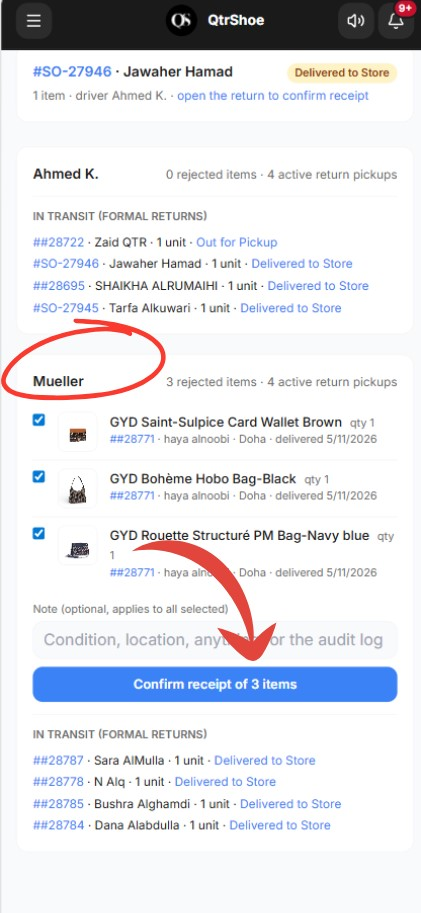 QS QtrShoe 9+
#SO-27946 · Jawaher Hamad Delivered to Store
1 item · driver Ahmed K. · open the return to confirm receipt
Ahmed K. 0 rejected items · 4 active return pickups
IN TRANSIT (FORMAL RETURNS)
##28722 · Zaid QTR · 1 unit · Out for Pickup
#SO-27946 · Jawaher Hamad · 1 unit · Delivered to Store
##28695 · SHAIKHA ALRUMAIHI · 1 unit · Delivered to Store
#SO-27945 · Tarfa Alkuwari · 1 unit · Delivered to Store
Mueller 3 rejected items · 4 active return pickups
GYD Saint-Sulpice Card Wallet Brown qty 1
##28771 · haya alnoobi · Doha · delivered 5/11/2026
GYD Bohème Hobo Bag-Black qty 1
##28771 · haya alnoobi · Doha · delivered 5/11/2026
GYD Rouette Structuré PM Bag-Navy blue qty
1
##28771 · haya alnoobi · Doha · delivered 5/11/2026
Note (optional, applies to all selected)
Condition, location, anything for the audit log
Confirm receipt of 3 items
IN TRANSIT (FORMAL RETURNS)
##28787 · Sara AlMulla · 1 unit · Delivered to Store
##28778 · N Alq · 1 unit · Delivered to Store
##28785 · Bushra Alghamdi · 1 unit · Delivered to Store
##28784 · Dana Alabdulla · 1 unit · Delivered to Store